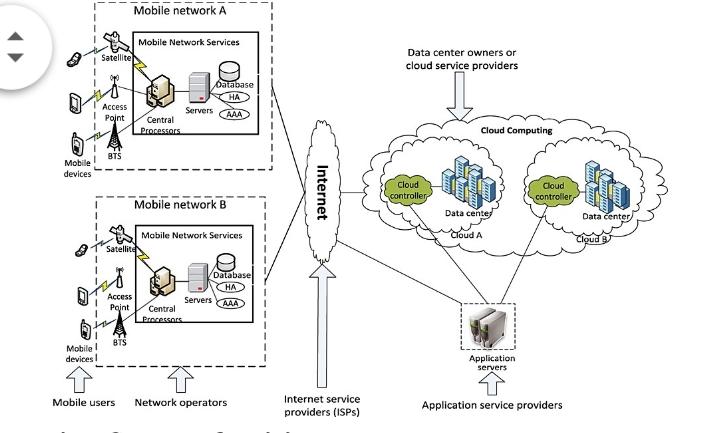 Mobile network A
Mobile Network Services
Satellite
Database
HA
AAA
Access
Point
Servers
Central
Processors
BTS
Mobile
devices
Mobile network B
Mobile Network Services
Satellite
Database
HA
AAA
Access
Point
Servers
Central
Processors
BTS
Mobile
devices
Mobile users
Network operators
Internet
Internet service
providers (ISPs)
Data center owners or
cloud service providers
Cloud Computing
Cloud
controller
Data center
Cloud A
Cloud
controller
Data center
Cloud B
Application
servers
Application service providers